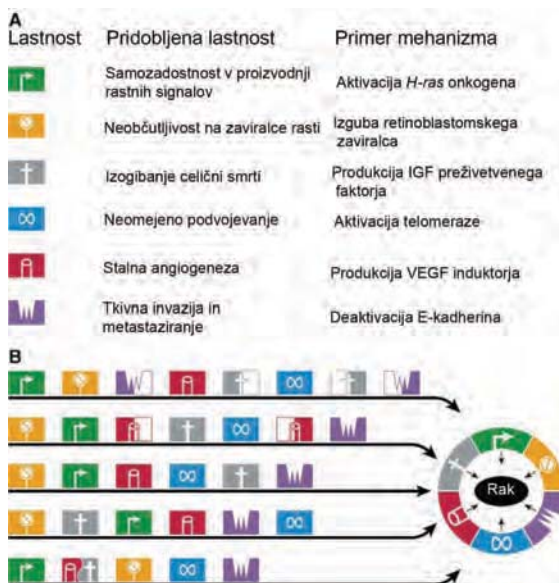 A
Lastnost Pridobljena lastnost Primer mehanizma
Samozadostnost v proizvodnji
rastnih signalov
Aktivacija H-ras onkogena
Neobčutljivost na zaviralce rasti
Izguba retinoblastomskega
zaviralca
Izogibanje celični smrti
Produkcija IGF preživetvenega
faktorja
Neomejeno podvojevanje
Aktivacija telomeraze
Stalna angiogeneza
Produkcija VEGF induktorja
Tkivna invazija in
metastaziranje
Deaktivacija E-kadherina
B
Rak